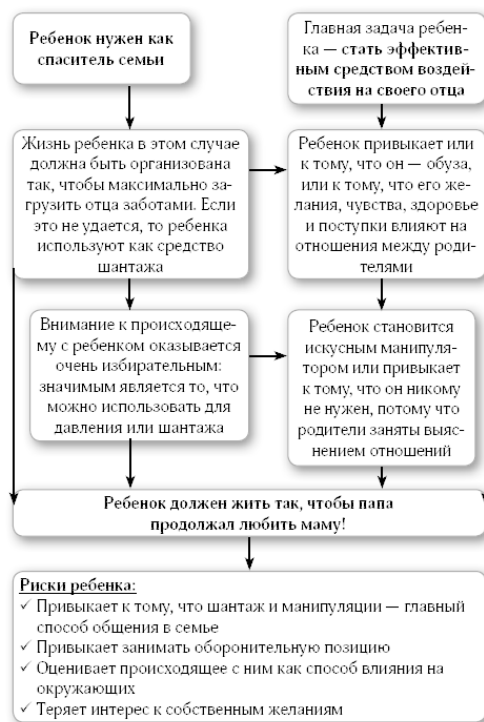 Ребенок нужен как
спаситель семьи
Главная задача ребен-
ка — стать эффектив-
ным средством воздей-
ствия на своего отца
Жизнь ребенка в этом случае
должна быть организована
так, чтобы максимально за-
грузить отца заботами. Если
это не удается, то ребенка
используют как средство
шантажа
Ребенок привыкает или
к тому, что он — обуза,
или к тому, что его же-
лания, чувства, здоровье
и поступки влияют на
отношения между роди-
телями
Внимание к происходяще-
му с ребенком оказывается
очень избирательным:
значимым является то, что
можно использовать для
давления или шантажа
Ребенок становится
искусным манипуля-
тором или привыкает
к тому, что он никому
не нужен, потому что
родители заняты выяс-
нением отношений
Ребенок должен жить так, чтобы папа
продолжал любить маму!
Риски ребенка:
✓ Привыкает к тому, что шантаж и манипуляции — главный
способ общения в семье
✓ Привыкает занимать оборонительную позицию
✓ Оценивает происходящее с ним как способ влияния на
окружающих
✓ Теряет интерес к собственным желаниям